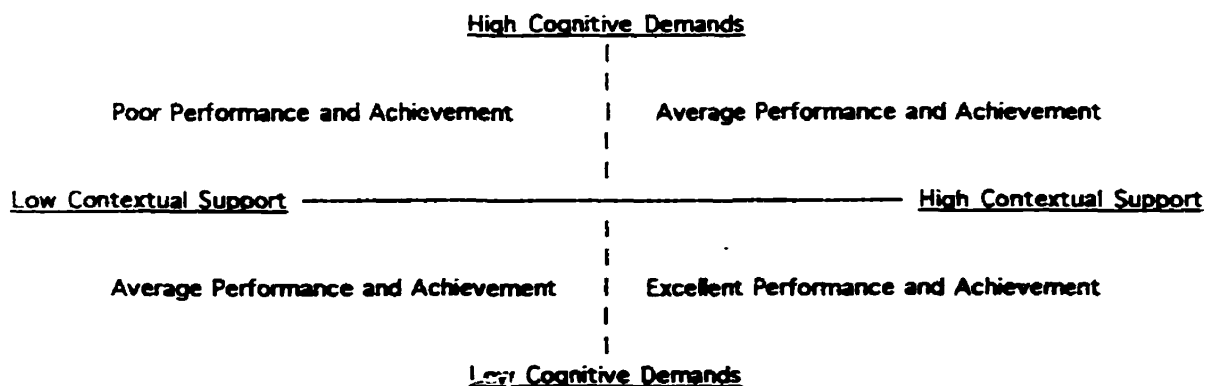 High Cognitive Demands
Poor Performance and Achievement
Average Performance and Achievement
Low Contextual Support
High Contextual Support
Average Performance and Achievement
Excellent Performance and Achievement
Low Cognitive Demands